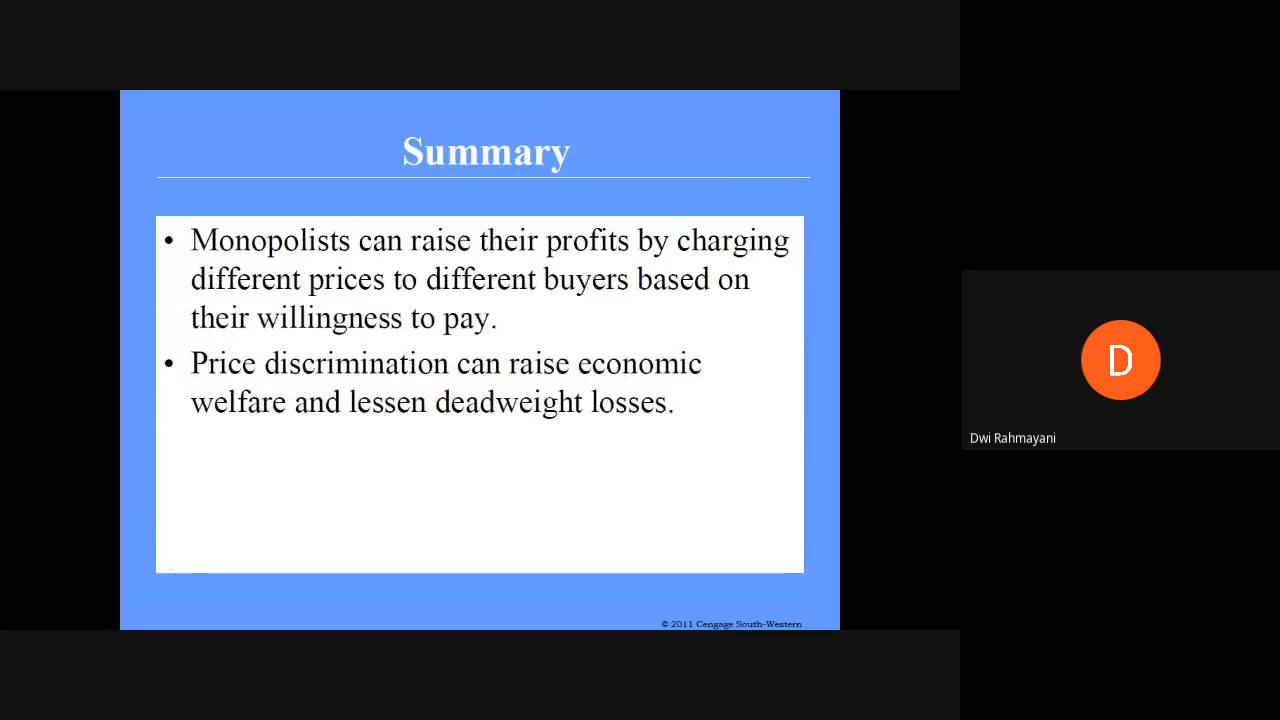 Summary
• Monopolists can raise their profits by charging
different prices to different buyers based on
their willingness to pay.
• Price discrimination can raise economic
welfare and lessen deadweight losses.
© 2011 Cengage South-Western
D
Dwi Rahmayani